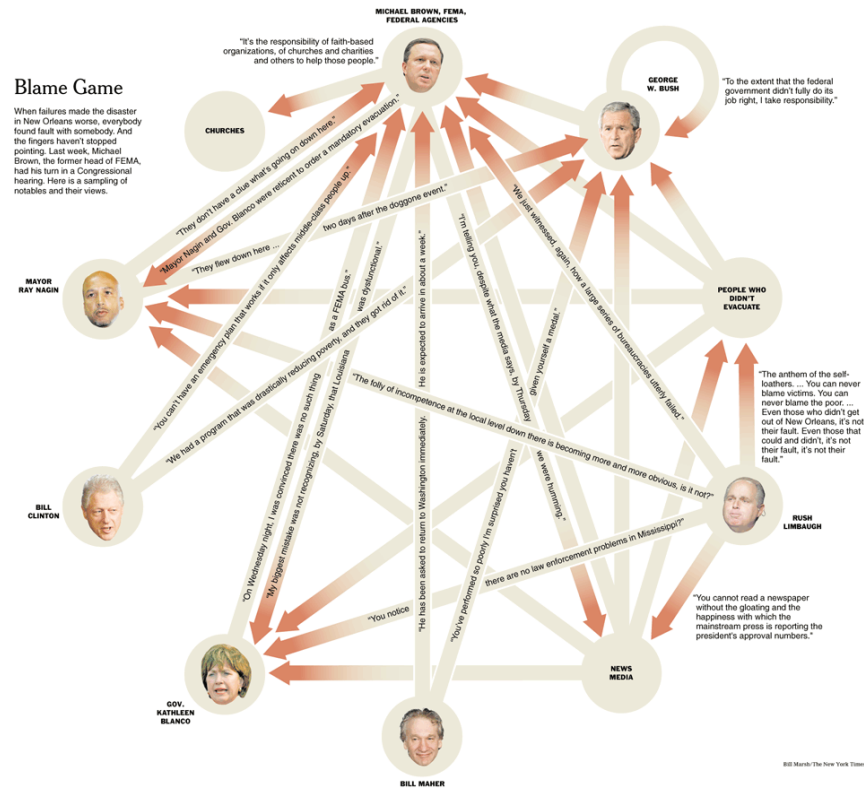 MICHAEL BROWN, FEMA,
FEDERAL AGENCIES
"It's the responsibility of faith-based
organizations, of churches and charities
and others to help those people."
Blame Game
When failures made the disaster
in New Orleans worse, everybody
found fault with somebody. And
the fingers haven't stopped
pointing. Last week, Michael
Brown, the former head of FEMA,
had his turn in a Congressional
hearing. Here is a sampling of
notables and their views.
CHURCHES
GEORGE
W. BUSH
"To the extent that the federal
government didn't fully do its
job right, I take responsibility."
"They don't have a clue what's going on down here."
"Mayor Nagin and Gov. Blanco were reticent to order a mandatory evacuation."
"They flew down here ... two days after the doggone event."
MAYOR
RAY NAGIN
PEOPLE WHO
DIDN'T
EVACUATE
"You can't have an emergency plan that works if it only affects middle-class people up."
"We had a program that was drastically reducing poverty, and they got rid of it."
BILL
CLINTON
"On Wednesday night, I was convinced there was no such thing as a FEMA bus."
"My biggest mistake was not recognizing, by Saturday, that Louisiana was dysfunctional."
"He has been asked to return to Washington immediately. He is expected to arrive in about a week."
"You've performed so poorly I'm surprised you haven't given yourself a medal."
"I'm telling you, despite what the media says, by Thursday we were humming."
"We just witnessed, again, how a large series of bureaucracies utterly failed."
"The folly of incompetence at the local level down there is becoming more and more obvious, is it not?"
"You notice there are no law enforcement problems in Mississippi?"
"The anthem of the self-
loathers. ... You can never
blame victims. You can
never blame the poor. ...
Even those who didn't get
out of New Orleans, it's not
their fault. Even those that
could and didn't, it's not
their fault, it's not their
fault."
RUSH
LIMBAUGH
"You cannot read a newspaper
without the gloating and the
happiness with which the
mainstream press is reporting the
president's approval numbers."
NEWS
MEDIA
GOV.
KATHLEEN
BLANCO
BILL MAHER
Bill Marsh/The New York Time